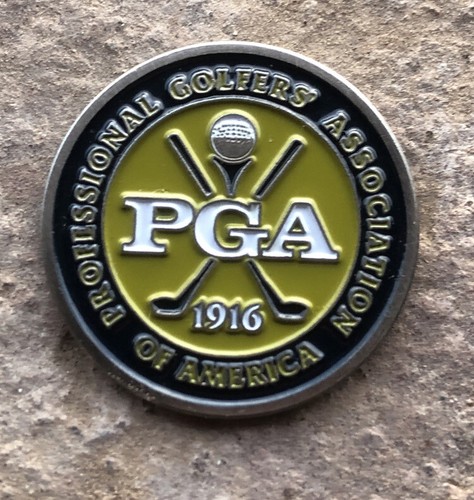 PROFESSIONAL GOLFERS' ASSOCIATION
OF AMERICA
PGA
1916